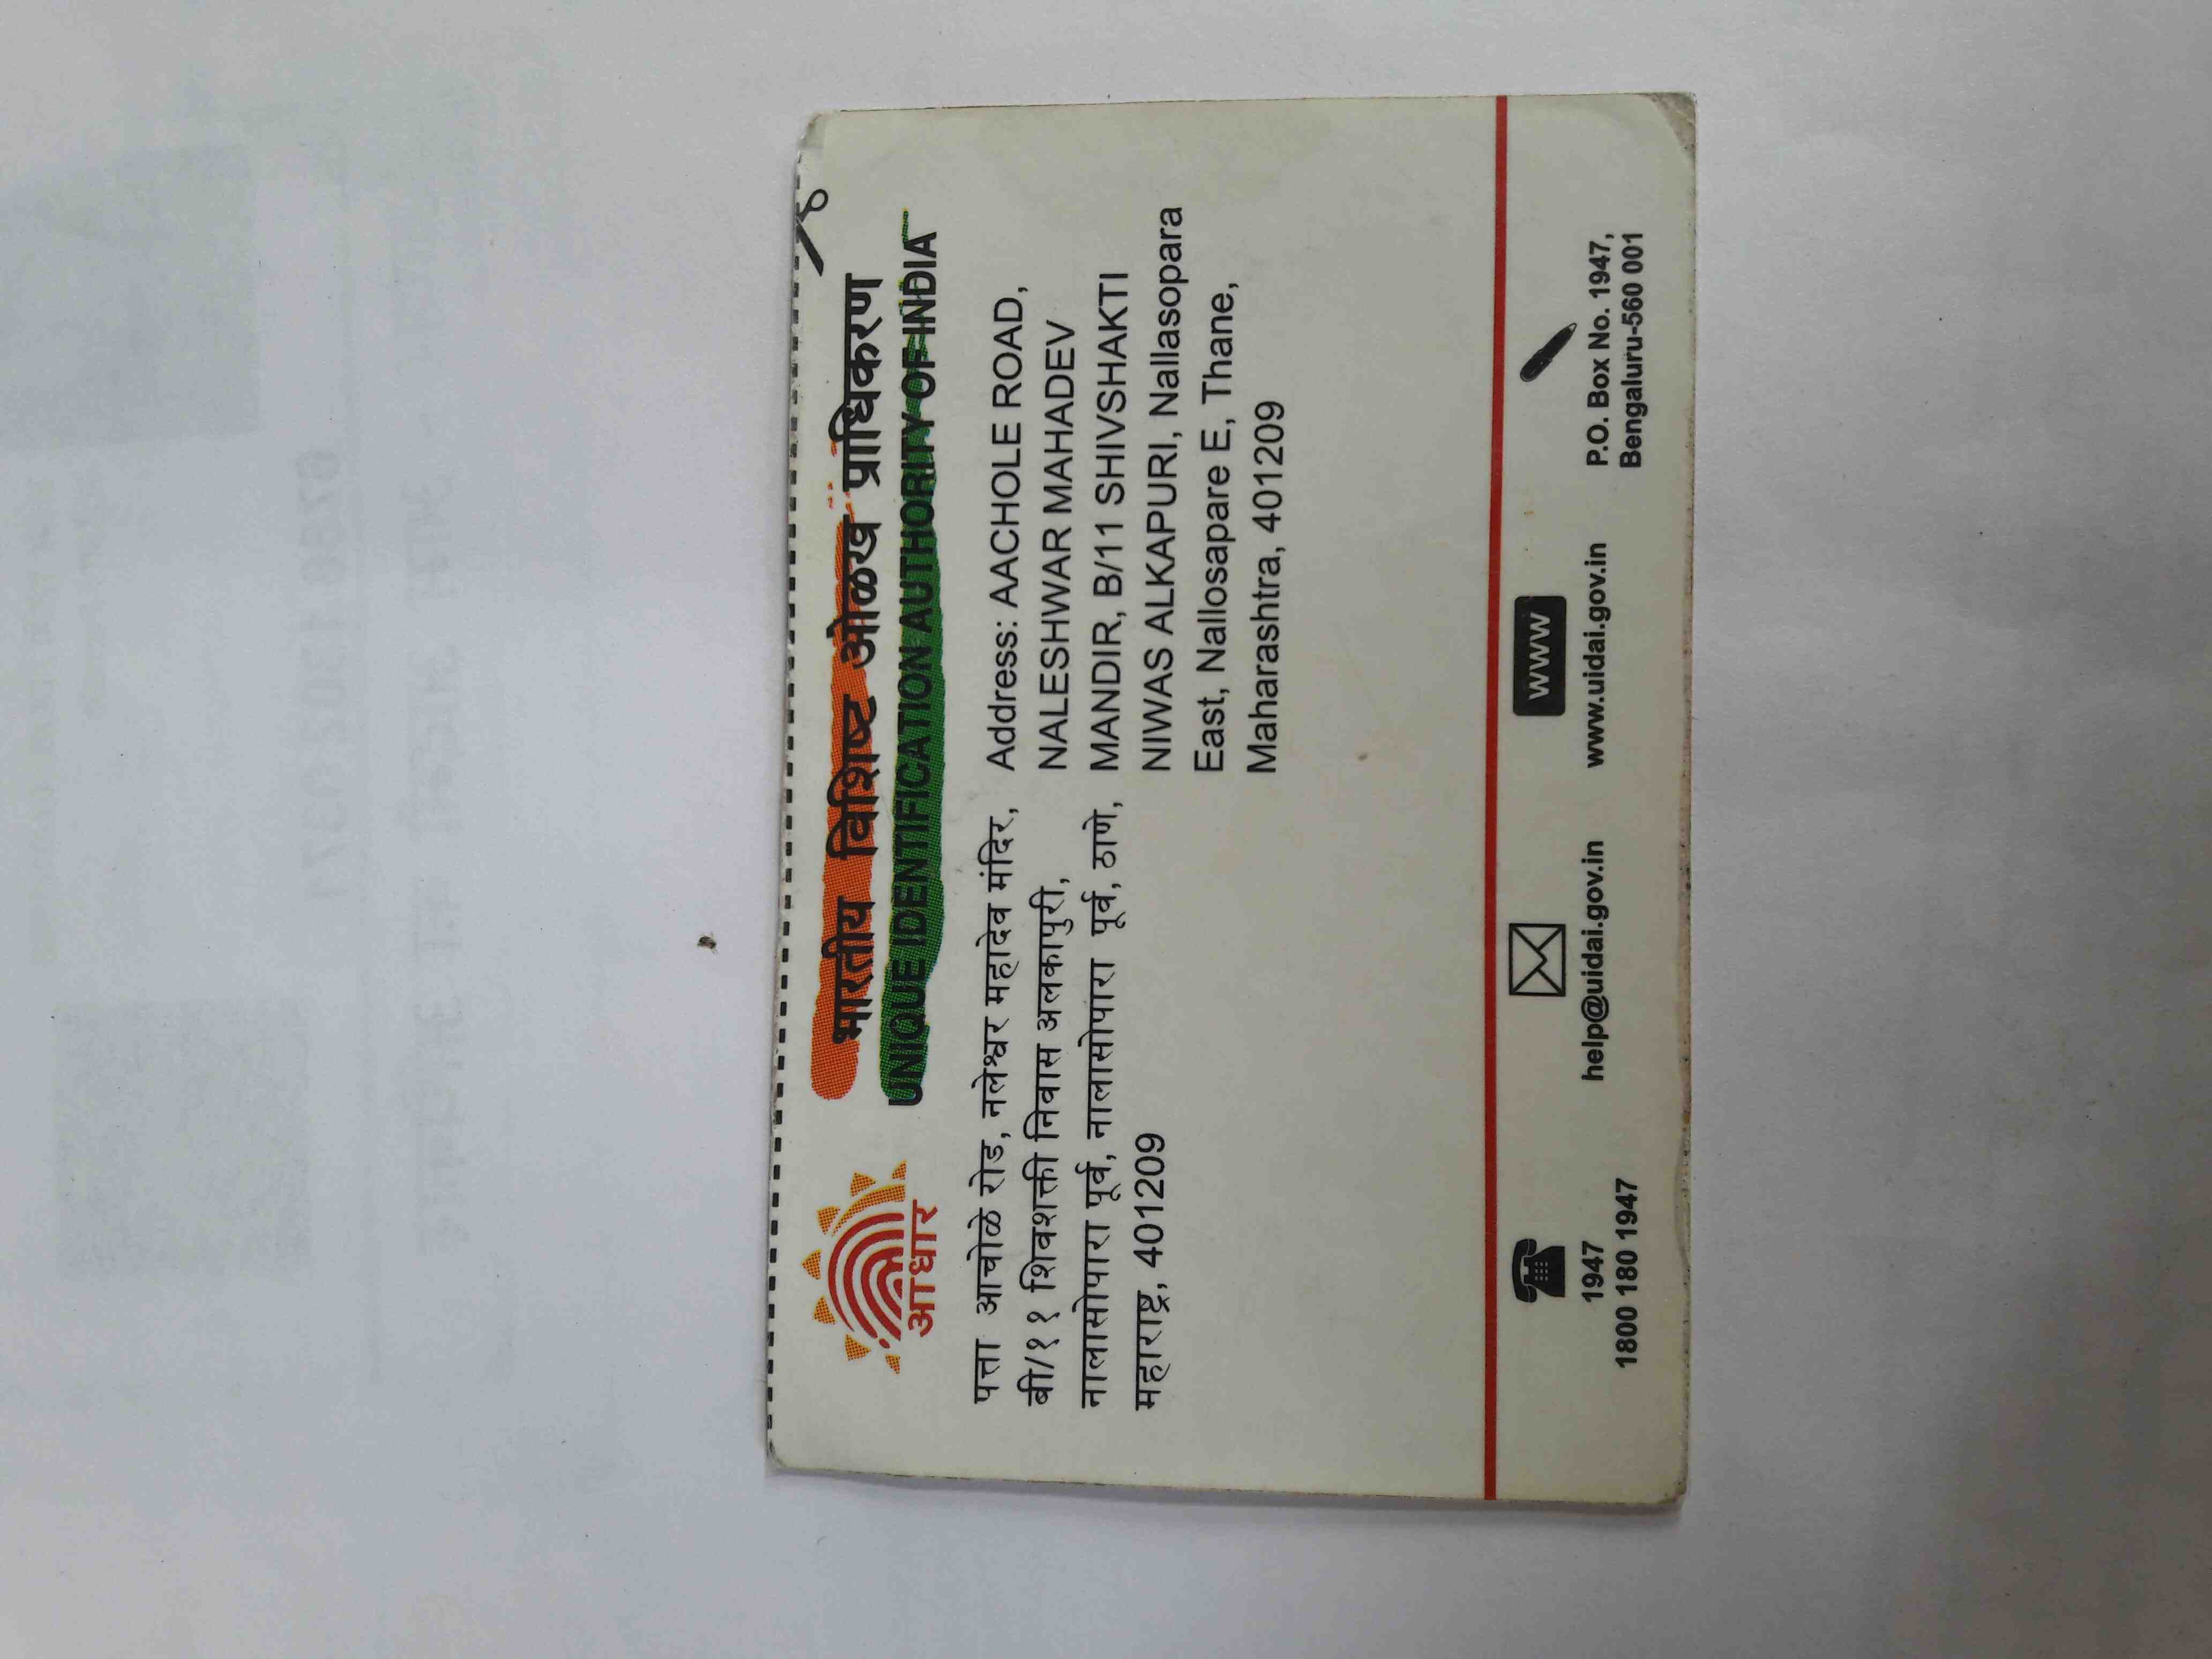 भारतीय विशिष्ट ओळख प्राधिकरण
UNIQUE IDENTIFICATION AUTHORITY OF INDIA
आधार
पत्ता आचोळे रोड, नलेश्वर महादेव मंदिर,
बी/११ शिवशक्ती निवास अलकापुरी,
नालासोपारा पूर्व, नालासोपारा पूर्व, ठाणे,
महाराष्ट्र, 401209
Address: AACHOLE ROAD,
NALESHWAR MAHADEV
MANDIR, B/11 SHIVSHAKTI
NIWAS ALKAPURI, Nallasopara
East, Nallosapare E, Thane,
Maharashtra, 401209
1947
1800 180 1947
help@uidai.gov.in
www
www.uidai.gov.in
P.O. Box No. 1947,
Bengaluru-560 001